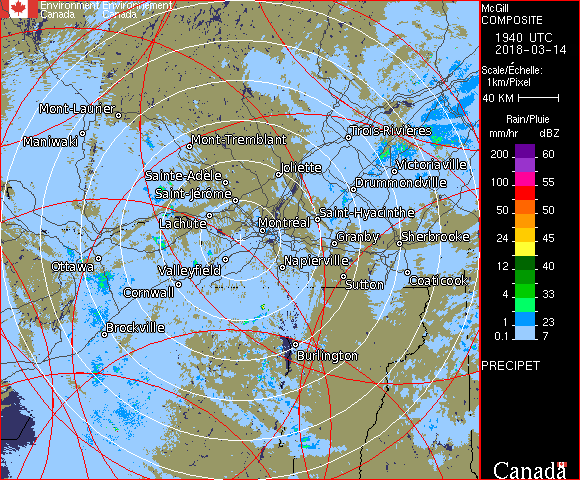 Environment Environnement
Canada Canada
McGill
COMPOSITE
1940 UTC
2018-03-14
Scale/Échelle:
1km/Pixel
40 KM
Rain/Pluie
mm/hr dBZ
200 60
100 55
50 50
24 45
12 40
4 33
1 23
0.1 7
PRECIPET
Canada
Mont-Laurier
Maniwaki
Mont-Tremblant
Trois-Rivières
Sainte-Adèle
Joliette
Victoriaville
Saint-Jérôme
Drummondville
Lachute
Montréal
Saint-Hyacinthe
Granby
Sherbrooke
Ottawa
Valleyfield
Napierville
Cornwall
Sutton
Coaticook
Brockville
Burlington